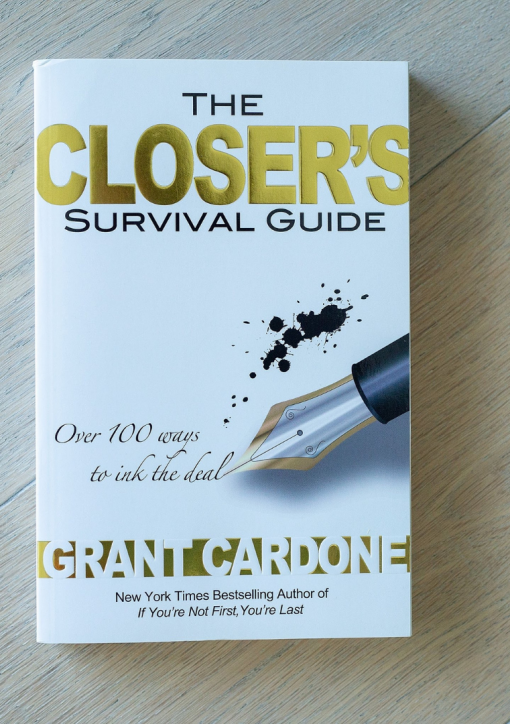 THE
CLOSER'S
SURVIVAL GUIDE
Over 100 ways
to ink the deal
GRANT CARDONE
New York Times Bestselling Author of
If You're Not First, You're Last